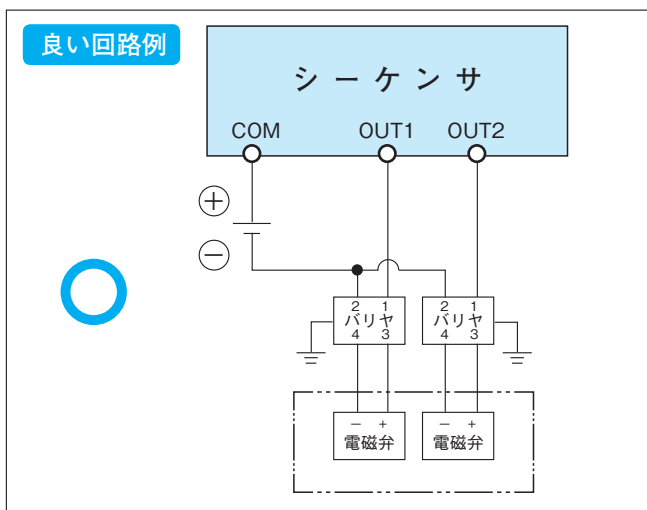 良い回路例
シーケンサ
COM OUT1 OUT2
+
−
2 1 2 1
バリヤ バリヤ
4 3 4 3
− + − +
電磁弁 電磁弁